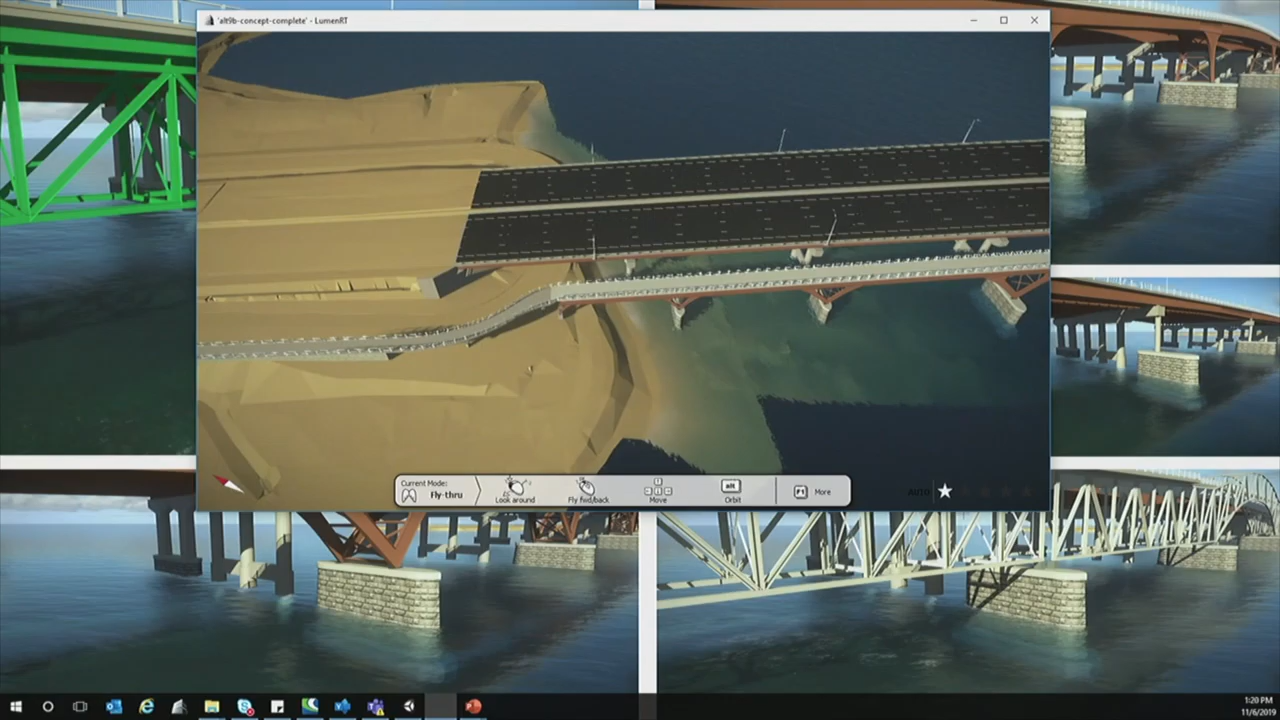 'alt9b-concept-complete' - LumenRT
Current Mode:
Fly-thru
Look around
Fly fwd/back
Move
alt
Orbit
F1
More
AUTO
1:20 PM
11/6/2019